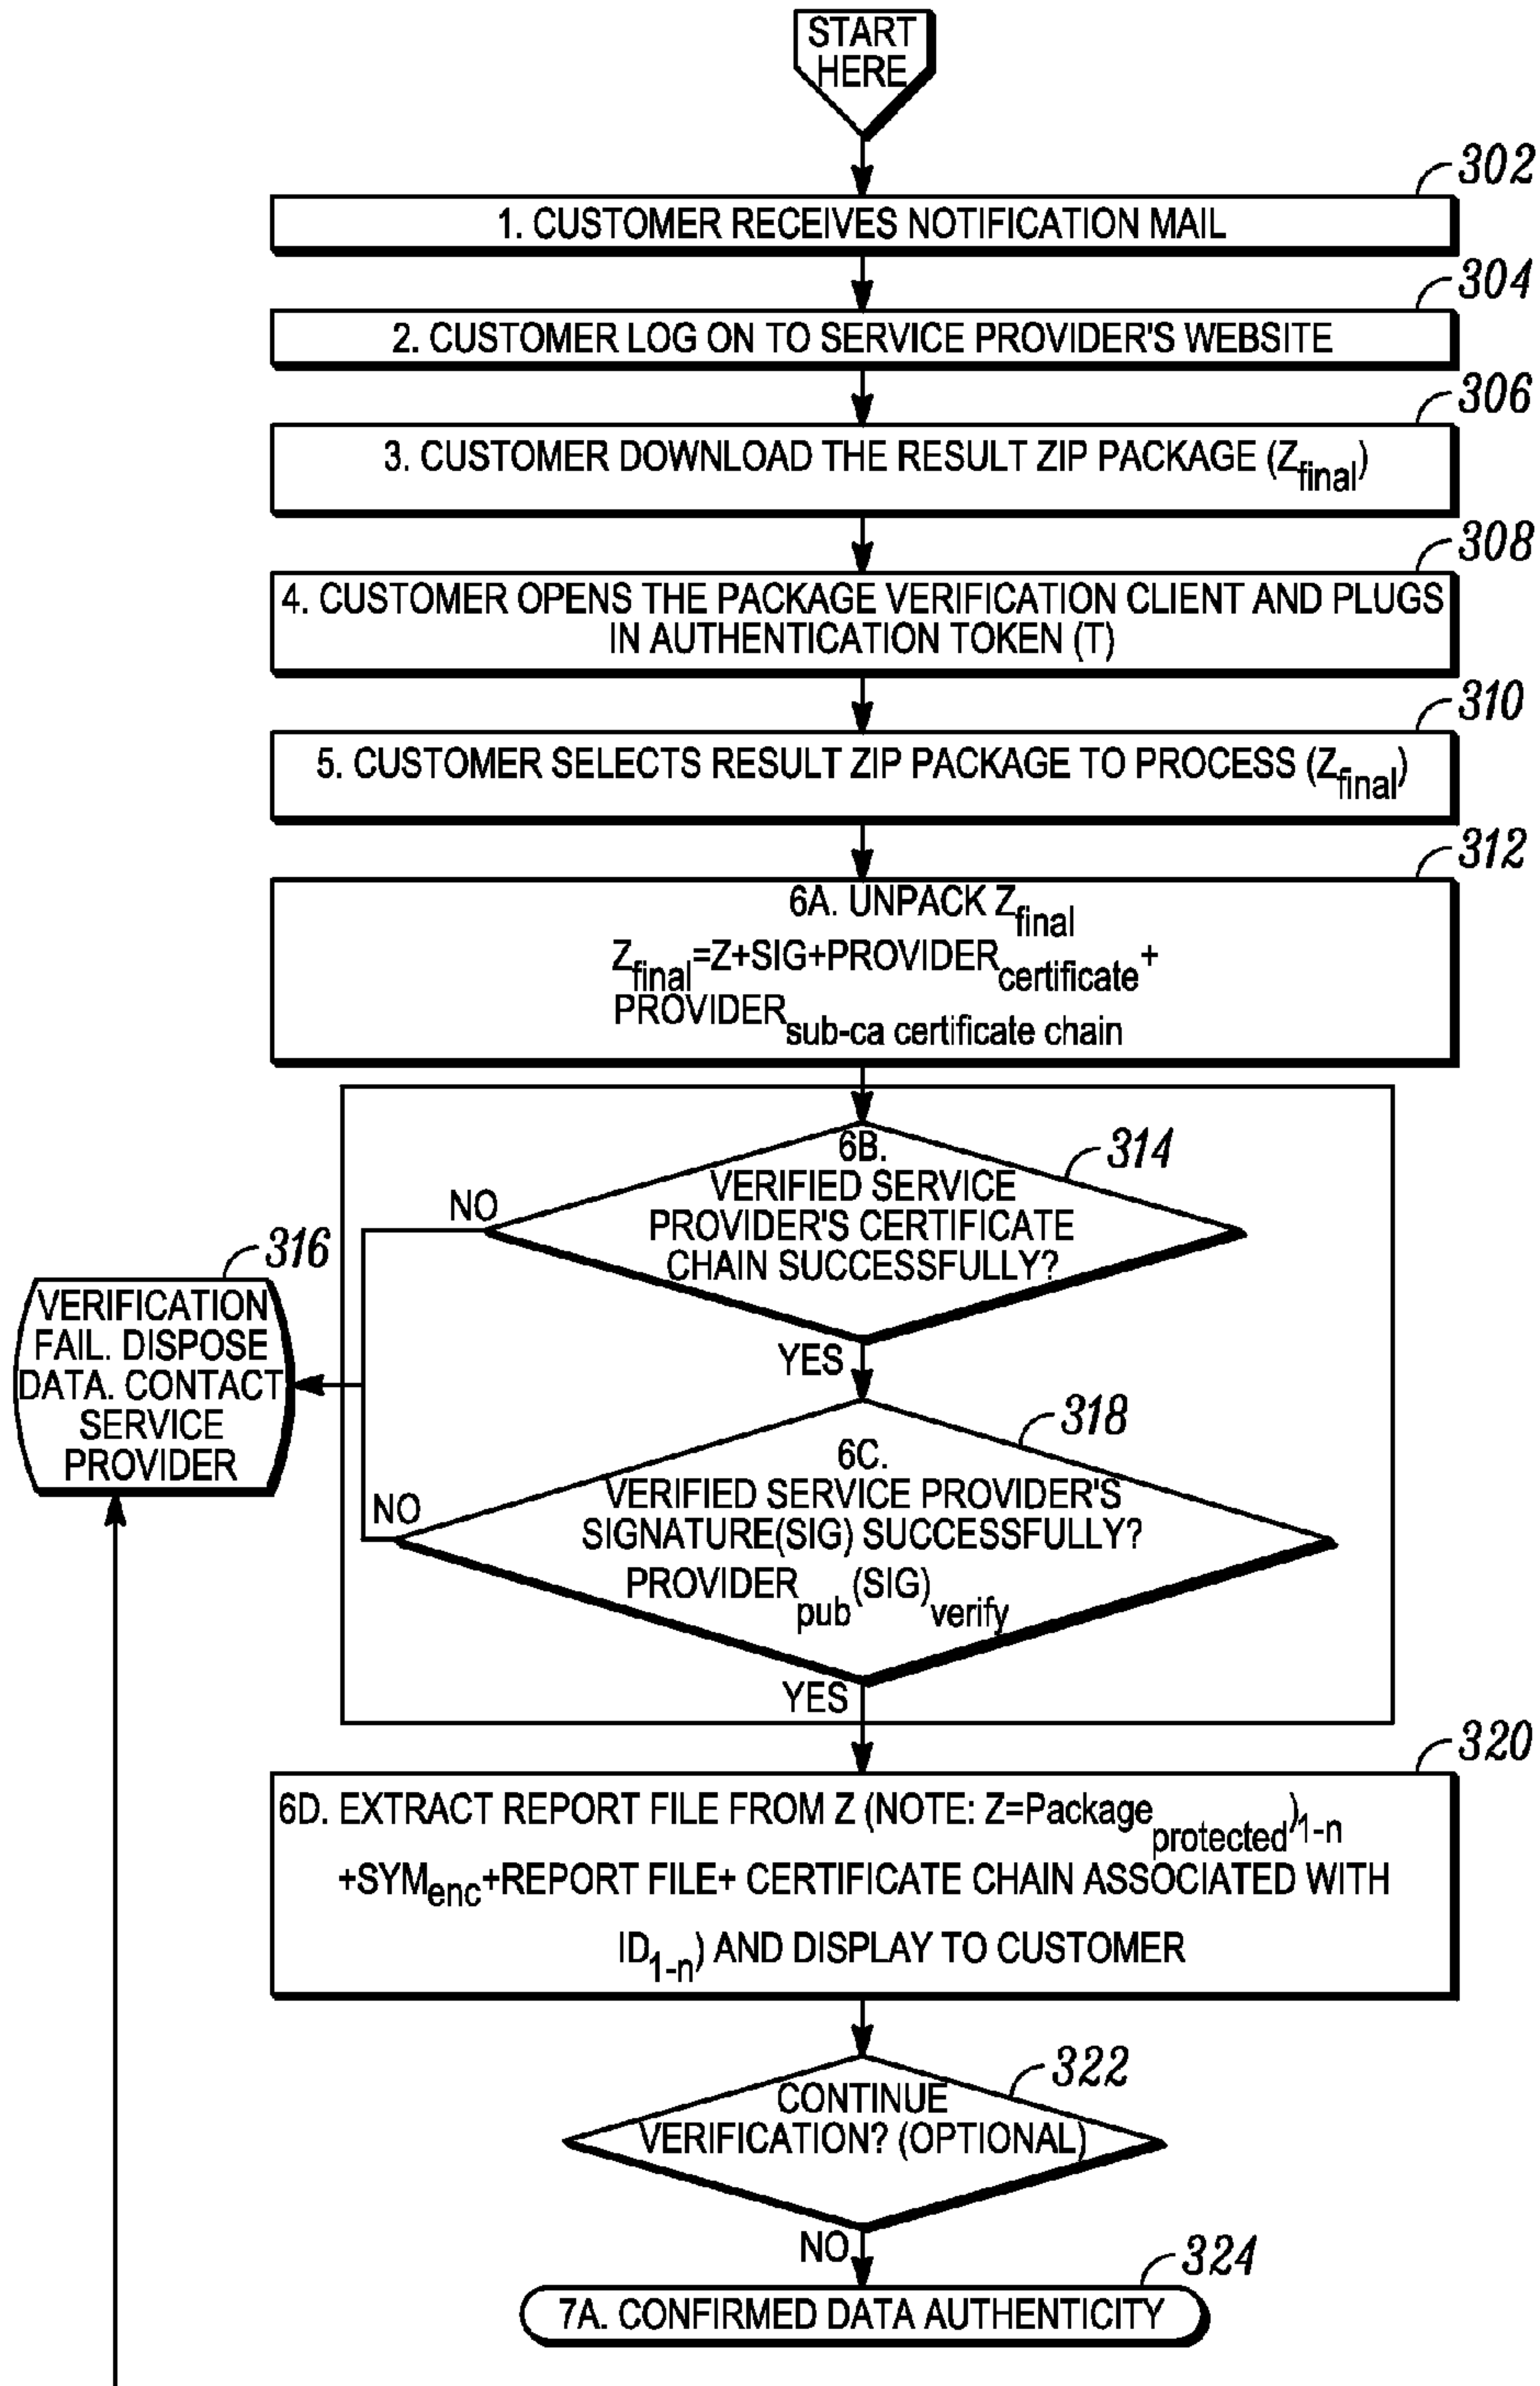 START
HERE
302
1. CUSTOMER RECEIVES NOTIFICATION MAIL
304
2. CUSTOMER LOG ON TO SERVICE PROVIDER'S WEBSITE
306
3. CUSTOMER DOWNLOAD THE RESULT ZIP PACKAGE (Zfinal)
308
4. CUSTOMER OPENS THE PACKAGE VERIFICATION CLIENT AND PLUGS
IN AUTHENTICATION TOKEN (T)
310
5. CUSTOMER SELECTS RESULT ZIP PACKAGE TO PROCESS (Zfinal)
312
6A. UNPACK Zfinal
Zfinal=Z+SIG+PROVIDERcertificate+
PROVIDERsub-ca certificate chain
314
6B.
VERIFIED SERVICE
PROVIDER'S CERTIFICATE
CHAIN SUCCESSFULLY?
NO
YES
316
VERIFICATION
FAIL. DISPOSE
DATA. CONTACT
SERVICE
PROVIDER
318
6C.
VERIFIED SERVICE PROVIDER'S
SIGNATURE(SIG) SUCCESSFULLY?
PROVIDERpub(SIG)verify
NO
YES
320
6D. EXTRACT REPORT FILE FROM Z (NOTE: Z=Packageprotected)1-n
+SYMenc+REPORT FILE+ CERTIFICATE CHAIN ASSOCIATED WITH
ID1-n) AND DISPLAY TO CUSTOMER
322
CONTINUE
VERIFICATION? (OPTIONAL)
NO
324
7A. CONFIRMED DATA AUTHENTICITY